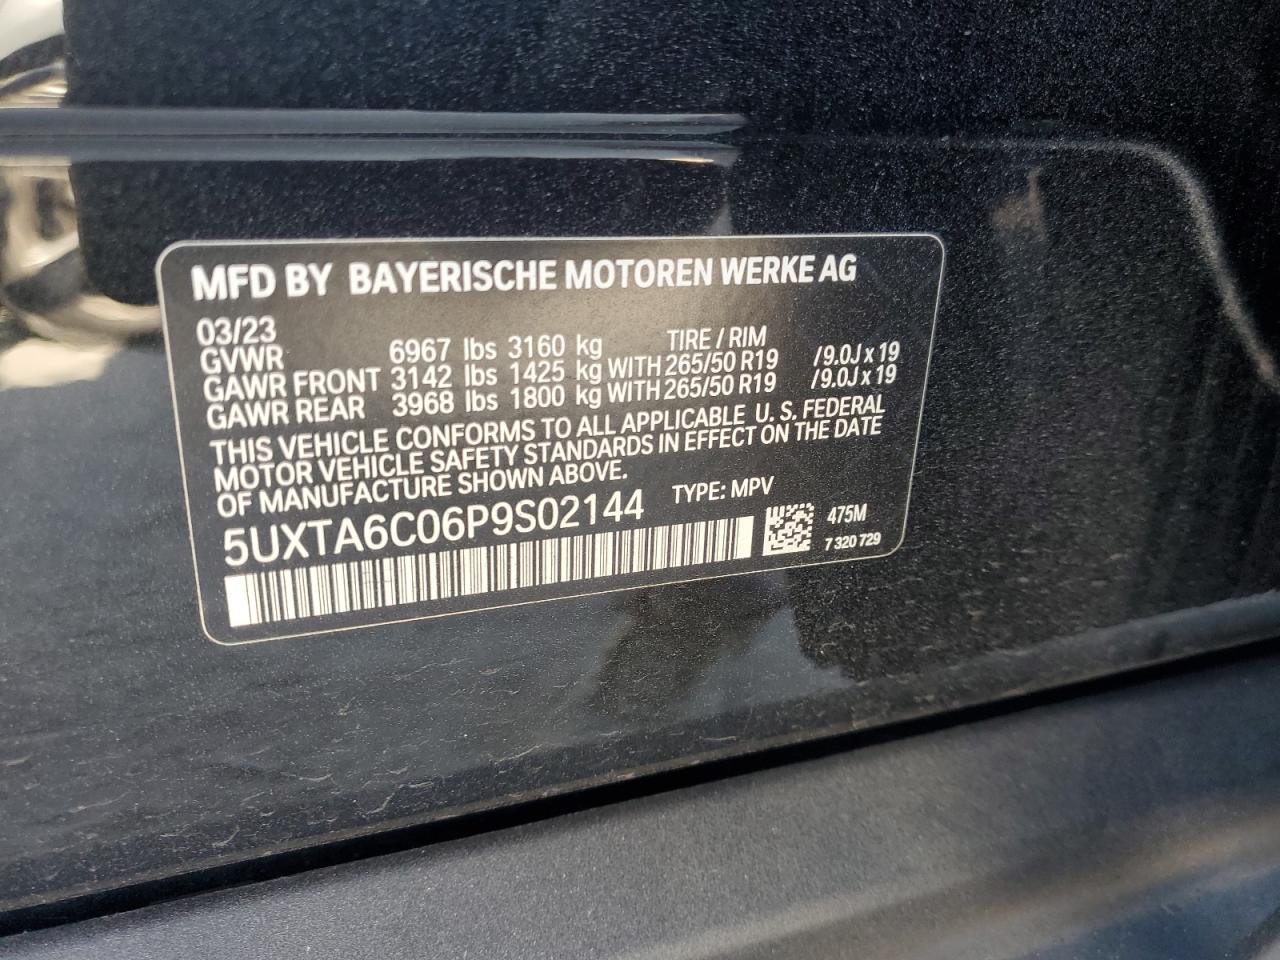 MFD BY BAYERISCHE MOTOREN WERKE AG
03/23 TIRE / RIM
GVWR 6967 lbs 3160 kg
GAWR FRONT 3142 lbs 1425 kg WITH 265/50 R19 /9.0J x 19
GAWR REAR 3968 lbs 1800 kg WITH 265/50 R19 /9.0J x 19
THIS VEHICLE CONFORMS TO ALL APPLICABLE U. S. FEDERAL
MOTOR VEHICLE SAFETY STANDARDS IN EFFECT ON THE DATE
OF MANUFACTURE SHOWN ABOVE.
5UXTA6C06P9S02144 TYPE: MPV
475M
7 320 729